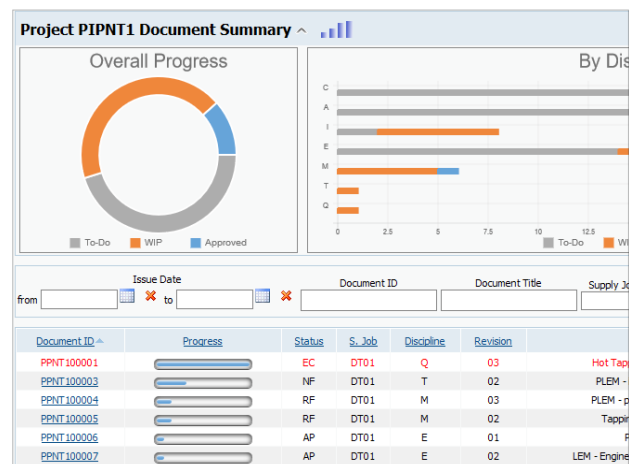 Project PIPNT1 Document Summary
Overall Progress
By Dis
C
A
I
E
M
T
Q
0 2.5 5 7.5 10 12.5
To-Do WIP Approved
To-Do WI
Issue Date Document ID Document Title Supply Jo
from to
Document ID Progress Status S. Job Discipline Revision
PPNT100001 EC DT01 Q 03 Hot Tapp
PPNT100003 NF DT01 T 02 PLEM -
PPNT100004 RF DT01 M 03 PLEM - p
PPNT100005 RF DT01 M 02 Tappin
PPNT100006 AP DT01 E 01 F
PPNT100007 AP DT01 E 02 LEM - Engine